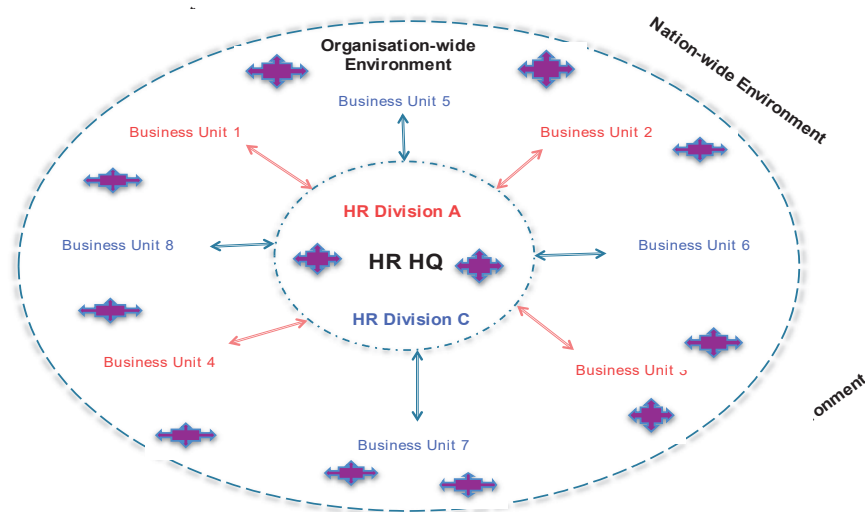 Organisation-wide
Environment
Nation-wide Environment
Business Unit 5
Business Unit 1
Business Unit 2
HR Division A
Business Unit 8
HR HQ
Business Unit 6
HR Division C
Business Unit 4
Business Unit
onment
Business Unit 7